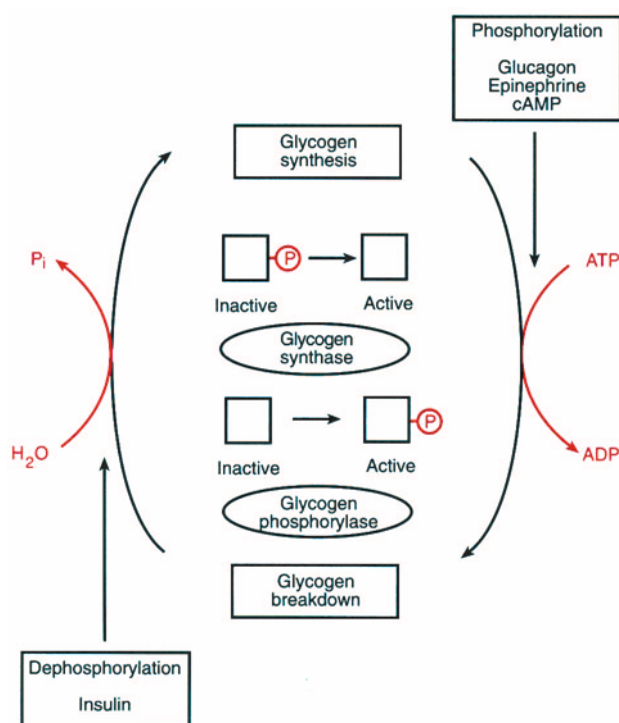 Phosphorylation
Glucagon
Epinephrine
cAMP
Glycogen
synthesis
Pi
P
ATP
Inactive
Active
Glycogen
synthase
P
H2O
Inactive
Active
ADP
Glycogen
phosphorylase
Glycogen
breakdown
Dephosphorylation
Insulin